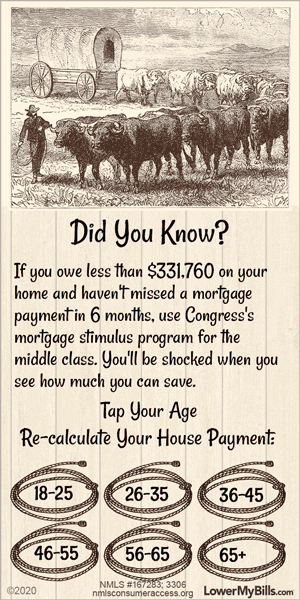 Did You Know?
If you owe less than $331,760 on your
home and haven't missed a mortgage
payment in 6 months, use Congress's
mortgage stimulus program for the
middle class. You'll be shocked when you
see how much you can save.
Tap Your Age
Re-calculate Your House Payment:
18-25 26-35 36-45
46-55 56-65 65+
©2020 NMLS #167283; 3306
nmlsconsumeraccess.org LowerMyBills.com